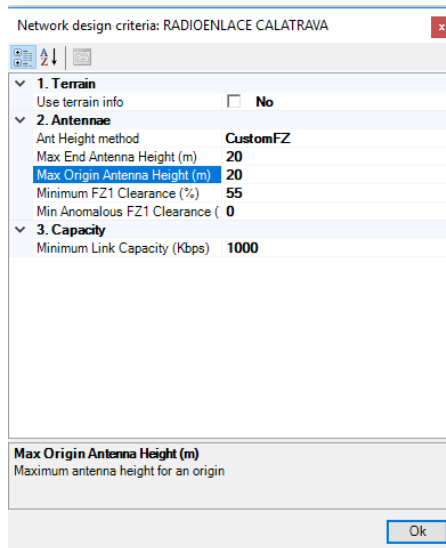 Network design criteria: RADIOENLACE CALATRAVA x
1. Terrain
Use terrain info No
2. Antennae
Ant Height method CustomFZ
Max End Antenna Height (m) 20
Max Origin Antenna Height (m) 20
Minimum FZ1 Clearance (%) 55
Min Anomalous FZ1 Clearance ( 0
3. Capacity
Minimum Link Capacity (Kbps) 1000
Max Origin Antenna Height (m)
Maximum antenna height for an origin
Ok